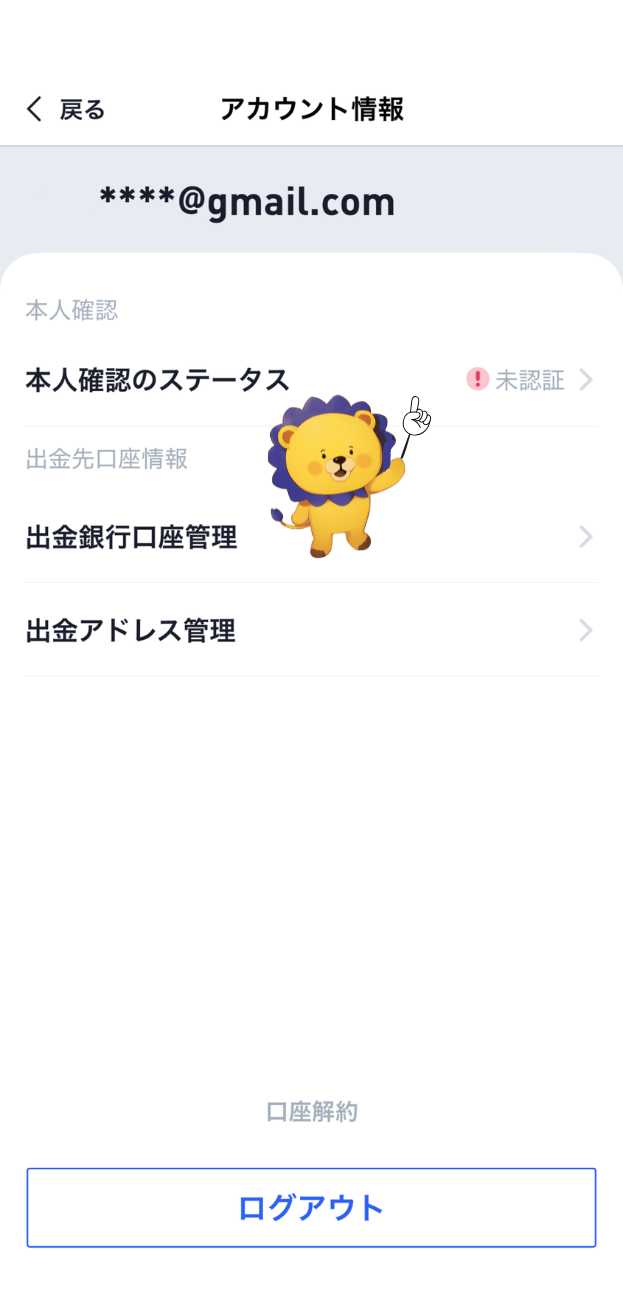 戻る
アカウント情報
****@gmail.com
本人確認
本人確認のステータス
未認証
出金先口座情報
出金銀行口座管理
出金アドレス管理
口座解約
ログアウト